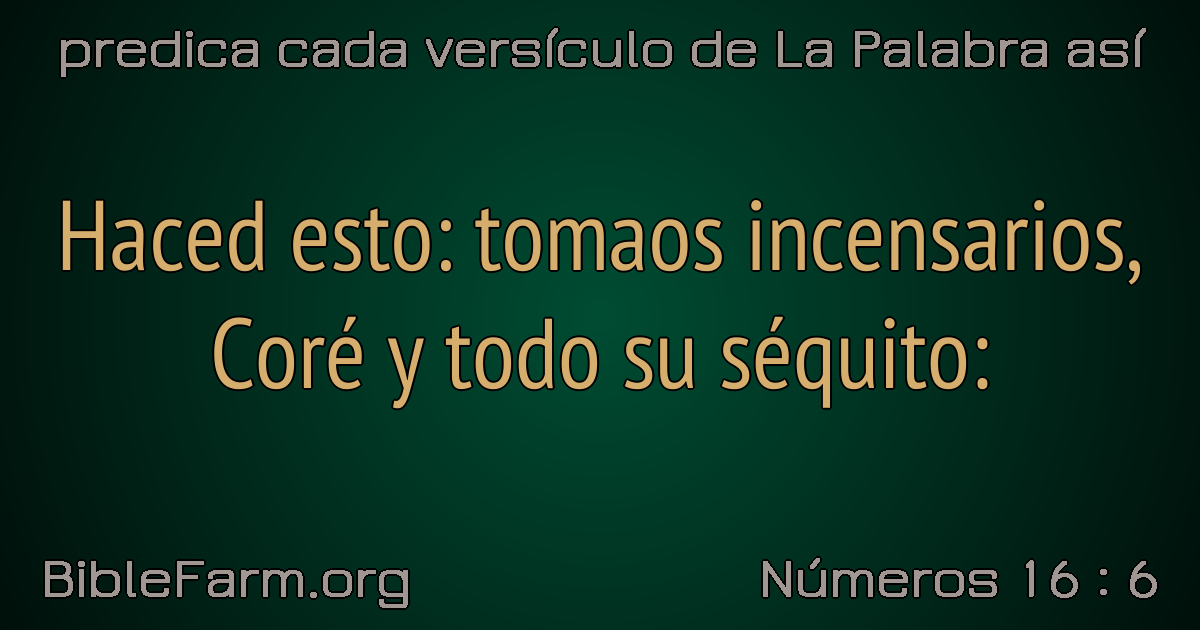 predica cada versículo de La Palabra así
Haced esto: tomaos incensarios,
Coré y todo su séquito:
BibleFarm.org
Números 16 : 6